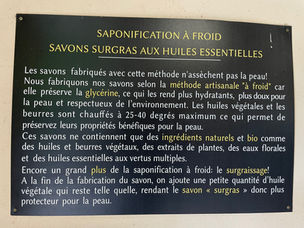 SAPONIFICATION À FROID
SAVONS SURGRAS AUX HUILES ESSENTIELLES
Les savons fabriqués avec cette méthode n'assèchent pas la peau!
Nous fabriquons nos savons selon la méthode artisanale "à froid" car
elle préserve la glycérine, ce qui les rend plus hydratants, plus doux pour
la peau et respectueux de l'environnement. Les huiles végétales et les
beurres sont chauffés à 25-40 degrés maximum ce qui permet de
préservez leurs propriétés bénéfiques pour la peau.
Ces savons ne contiennent que des ingrédients naturels et bio comme
des huiles et beurres végétaux, des extraits de plantes, des eaux florales
et des huiles essentielles aux vertus multiples.
Encore un grand plus de la saponification à froid: le surgraissage!
A la fin de la fabrication du savon, on ajoute une petite quantité d'huile
végétale qui reste telle quelle, rendant le savon « surgras » donc plus
protecteur pour la peau.